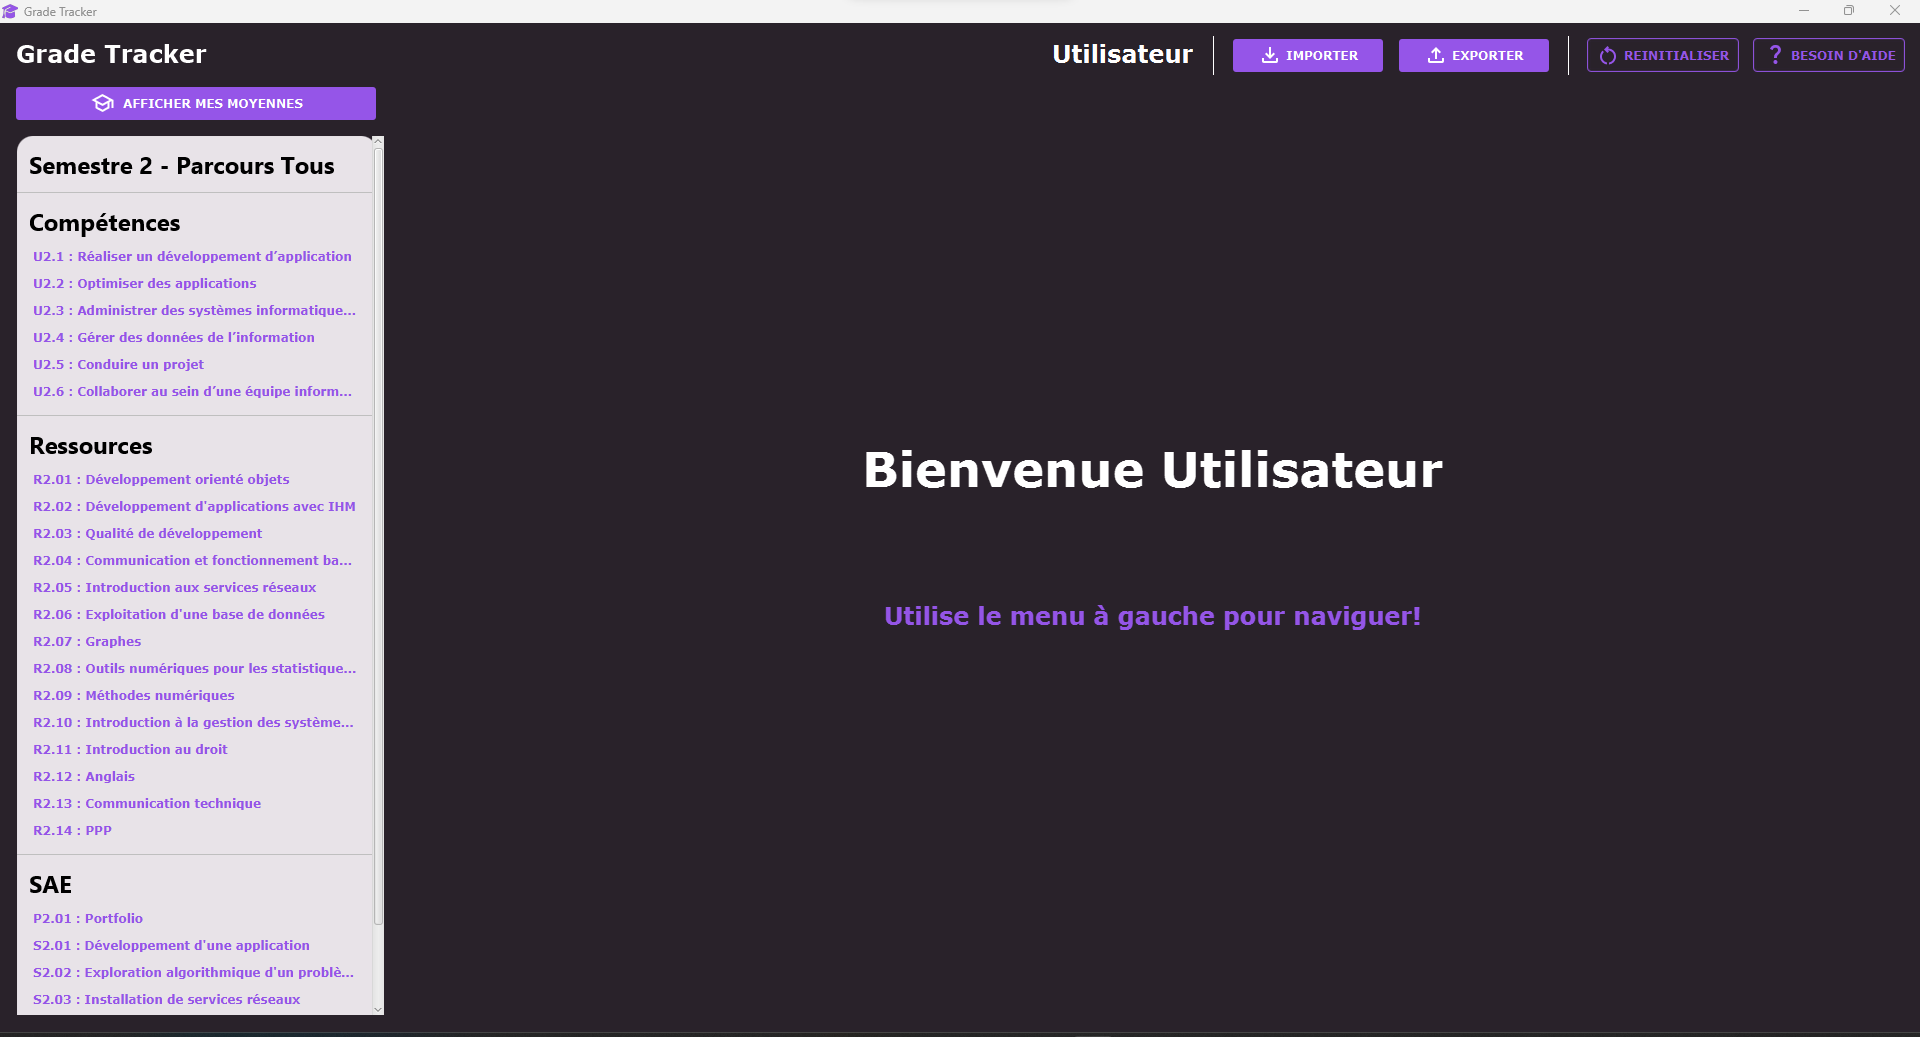 Grade Tracker
Grade Tracker
Utilisateur
IMPORTER
EXPORTER
REINITIALISER
? BESOIN D'AIDE
AFFICHER MES MOYENNES
Semestre 2 - Parcours Tous
Compétences
U2.1 : Réaliser un développement d’application
U2.2 : Optimiser des applications
U2.3 : Administrer des systèmes informatique...
U2.4 : Gérer des données de l’information
U2.5 : Conduire un projet
U2.6 : Collaborer au sein d’une équipe inform...
Ressources
R2.01 : Développement orienté objets
R2.02 : Développement d'applications avec IHM
R2.03 : Qualité de développement
R2.04 : Communication et fonctionnement ba...
R2.05 : Introduction aux services réseaux
R2.06 : Exploitation d'une base de données
R2.07 : Graphes
R2.08 : Outils numériques pour les statistique...
R2.09 : Méthodes numériques
R2.10 : Introduction à la gestion des système...
R2.11 : Introduction au droit
R2.12 : Anglais
R2.13 : Communication technique
R2.14 : PPP
SAE
P2.01 : Portfolio
S2.01 : Développement d'une application
S2.02 : Exploration algorithmique d'un problè...
S2.03 : Installation de services réseaux
Bienvenue Utilisateur
Utilise le menu à gauche pour naviguer!